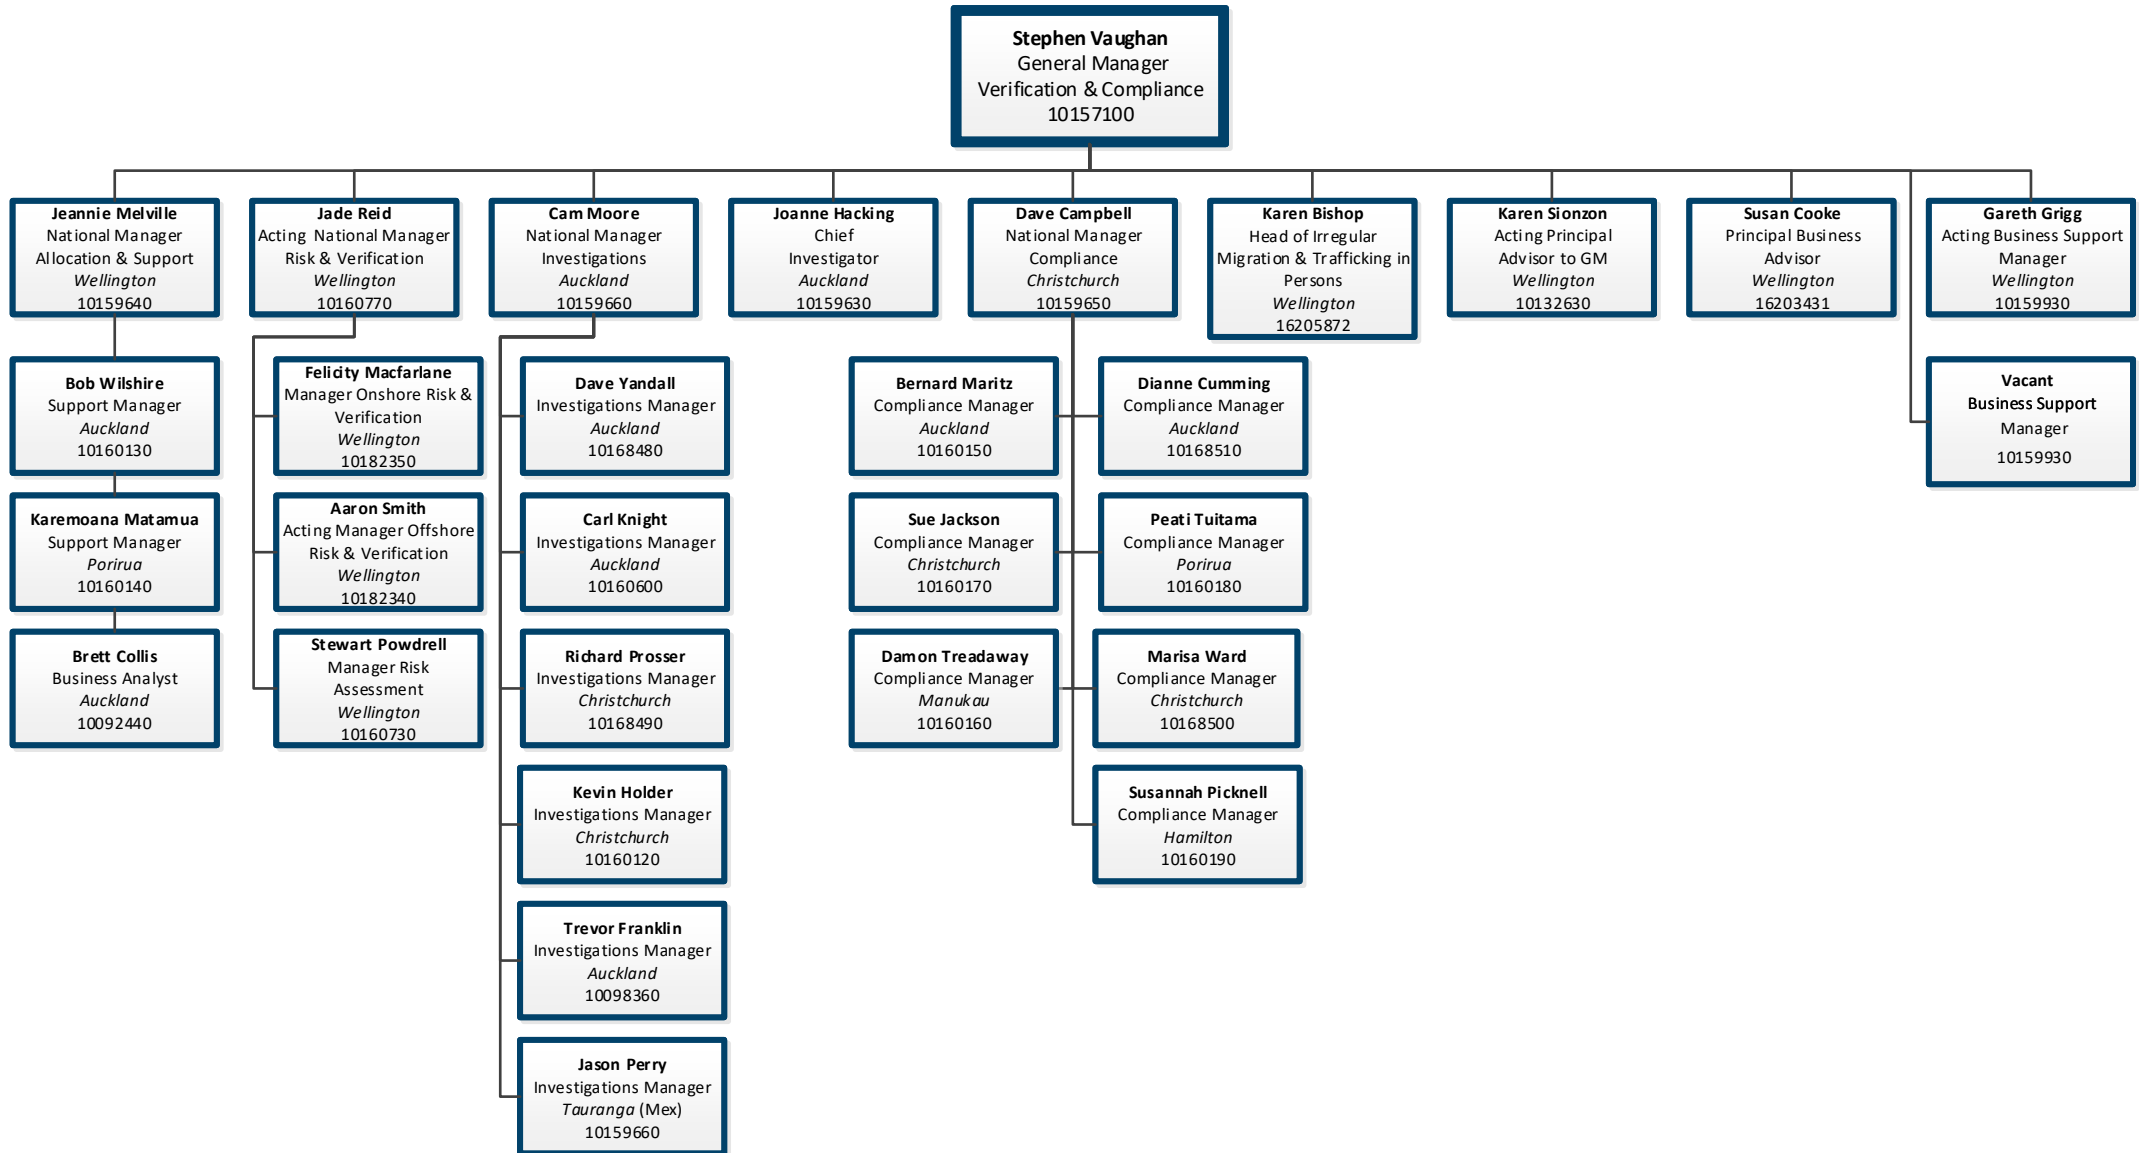 Stephen Vaughan
General Manager
Verification & Compliance
10157100
Jeannie Melville
National Manager
Allocation & Support
Wellington
10159640
Jade Reid
Acting National Manager
Risk & Verification
Wellington
10160770
Cam Moore
National Manager
Investigations
Auckland
10159660
Joanne Hacking
Chief
Investigator
Auckland
10159630
Dave Campbell
National Manager
Compliance
Christchurch
10159650
Karen Bishop
Head of Irregular
Migration & Trafficking in
Persons
Wellington
16205872
Karen Sionzon
Acting Principal
Advisor to GM
Wellington
10132630
Susan Cooke
Principal Business
Advisor
Wellington
16203431
Gareth Grigg
Acting Business Support
Manager
Wellington
10159930
Bob Wilshire
Support Manager
Auckland
10160130
Felicity Macfarlane
Manager Onshore Risk &
Verification
Wellington
10182350
Dave Yandall
Investigations Manager
Auckland
10168480
Bernard Maritz
Compliance Manager
Auckland
10160150
Dianne Cumming
Compliance Manager
Auckland
10168510
Vacant
Business Support
Manager
10159930
Karemoana Matamua
Support Manager
Porirua
10160140
Aaron Smith
Acting Manager Offshore
Risk & Verification
Wellington
10182340
Carl Knight
Investigations Manager
Auckland
10160600
Sue Jackson
Compliance Manager
Christchurch
10160170
Peati Tuitama
Compliance Manager
Porirua
10160180
Brett Collis
Business Analyst
Auckland
10092440
Stewart Powdrell
Manager Risk
Assessment
Wellington
10160730
Richard Prosser
Investigations Manager
Christchurch
10168490
Damon Treadaway
Compliance Manager
Manukau
10160160
Marisa Ward
Compliance Manager
Christchurch
10168500
Kevin Holder
Investigations Manager
Christchurch
10160120
Susannah Picknell
Compliance Manager
Hamilton
10160190
Trevor Franklin
Investigations Manager
Auckland
10098360
Jason Perry
Investigations Manager
Tauranga (Mex)
10159660